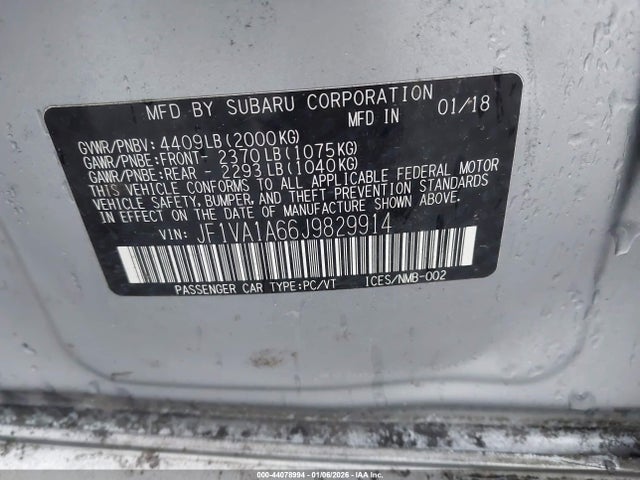 MFD BY SUBARU CORPORATION
MFD IN 01/18
GVWR/PNBV: 4409LB(2000KG)
GAWR/PNBE:FRONT- 2370LB(1075KG)
GAWR/PNBE:REAR - 2293LB(1040KG)
THIS VEHICLE CONFORMS TO ALL APPLICABLE FEDERAL MOTOR
VEHICLE SAFETY, BUMPER, AND THEFT PREVENTION STANDARDS
IN EFFECT ON THE DATE OF MANUFACTURE SHOWN ABOVE.
VIN: JF1VA1A66J9829914
PASSENGER CAR TYPE:PC/VT ICES/NMB-002
000-44078994 - 01/06/2026 - IAA Inc.